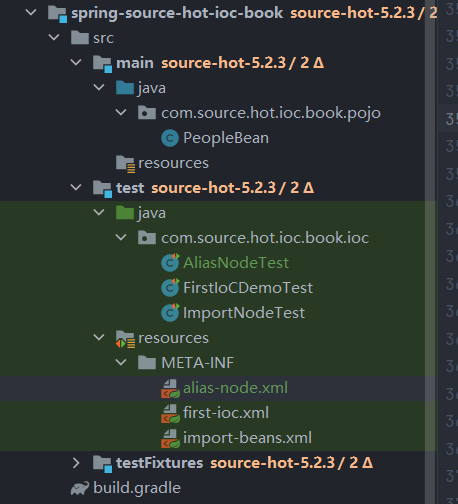 spring-source-hot-ioc-book source-hot-5.2.3 / 2
src
main source-hot-5.2.3 / 2 Δ
java
com.source.hot.ioc.book.pojo
PeopleBean
resources
test source-hot-5.2.3 / 2 Δ
java
com.source.hot.ioc.book.ioc
AliasNodeTest
FirstIoCDemoTest
ImportNodeTest
resources
META-INF
alias-node.xml
first-ioc.xml
import-beans.xml
testFixtures source-hot-5.2.3 / 2 Δ
build.gradle